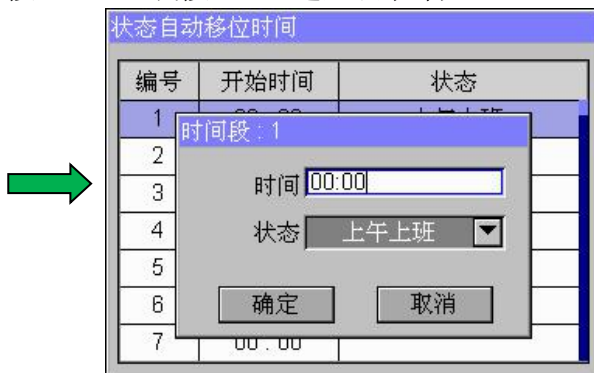 状态自动移位时间
编号 开始时间 状态
1
时间段 : 1
2
时间 00:00
3
4
状态 上午上班
5
6
确定 取消
7 00 : 00